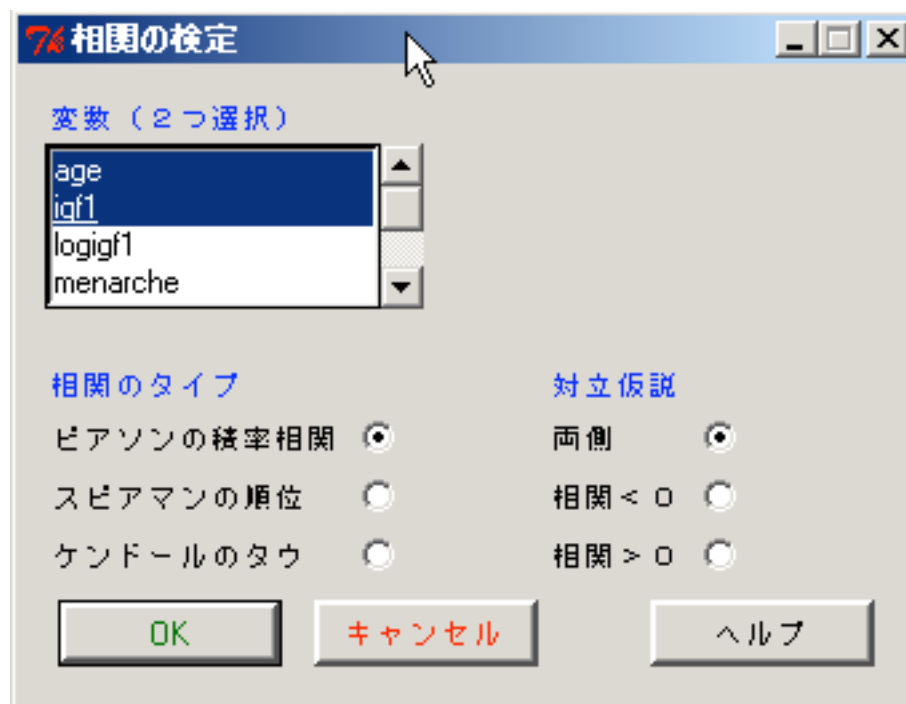 相関の検定
変数（２つ選択）
age
igf1
logigf1
menarche
相関のタイプ 対立仮説
ピアソンの積率相関 両側
スピアマンの順位 相関＜０
ケンドールのタウ 相関＞０
OK キャンセル ヘルプ